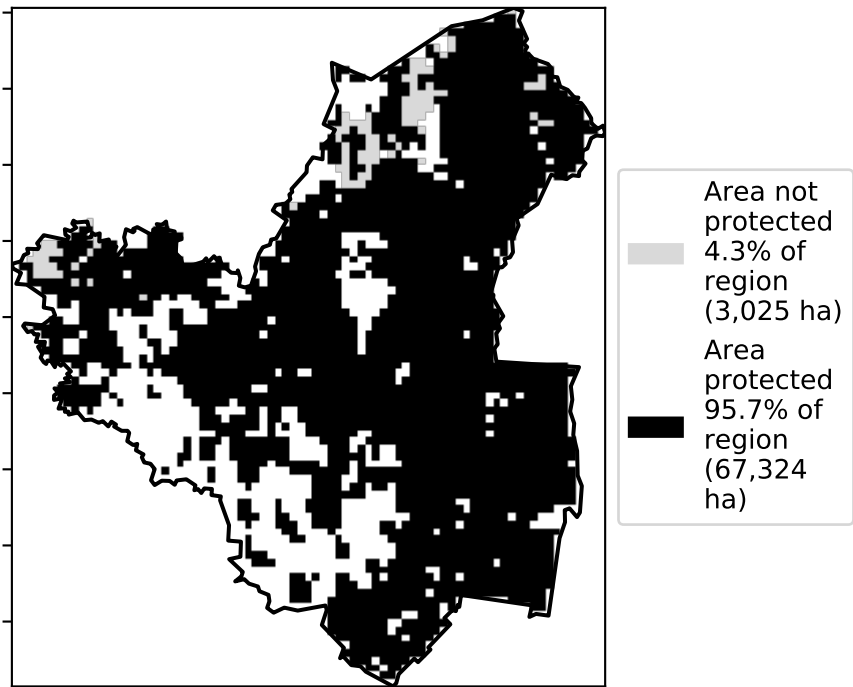 Area not
protected
4.3% of
region
(3,025 ha)
Area
protected
95.7% of
region
(67,324
ha)